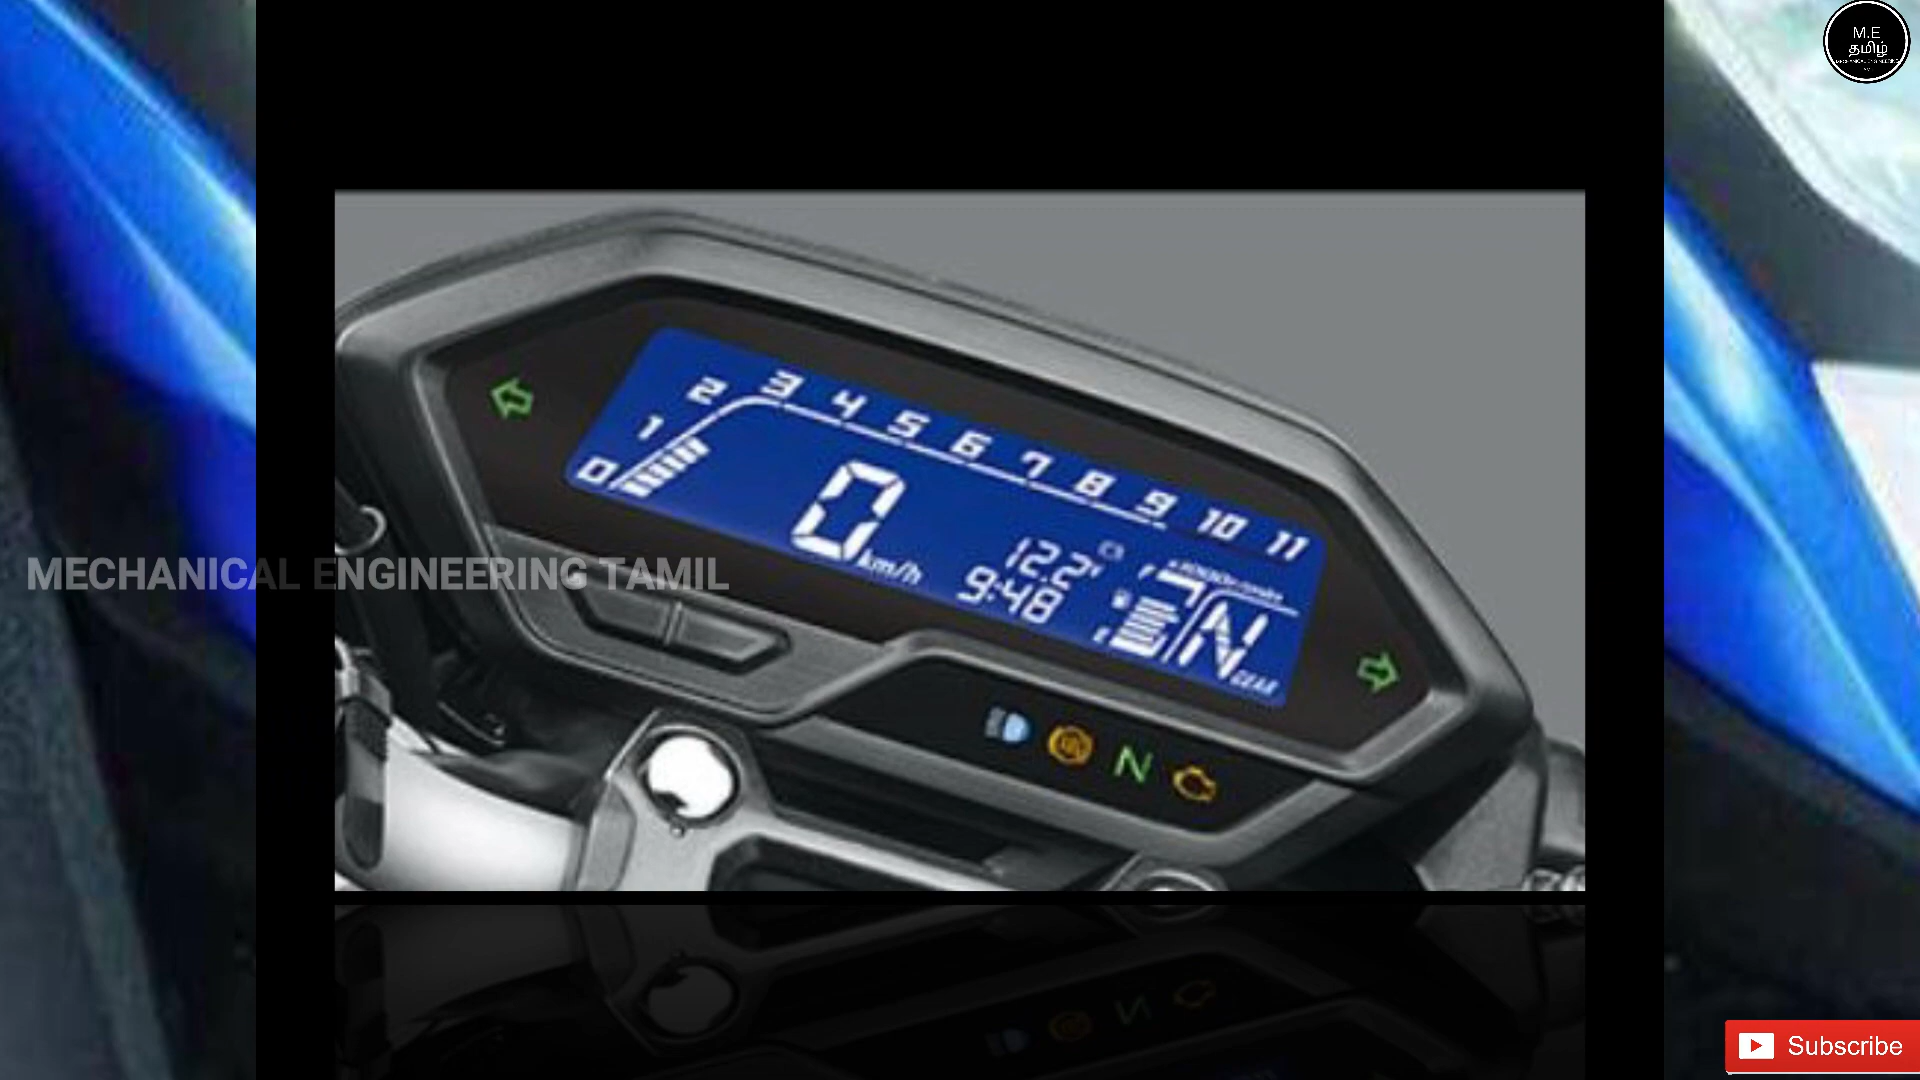 M.E
தமிழ்
2 3 4 5 6 7 8 9 10 11
1
0
0 km/h
12.2 V
9:48
N
GEAR
N
MECHANICAL ENGINEERING TAMIL
Subscribe